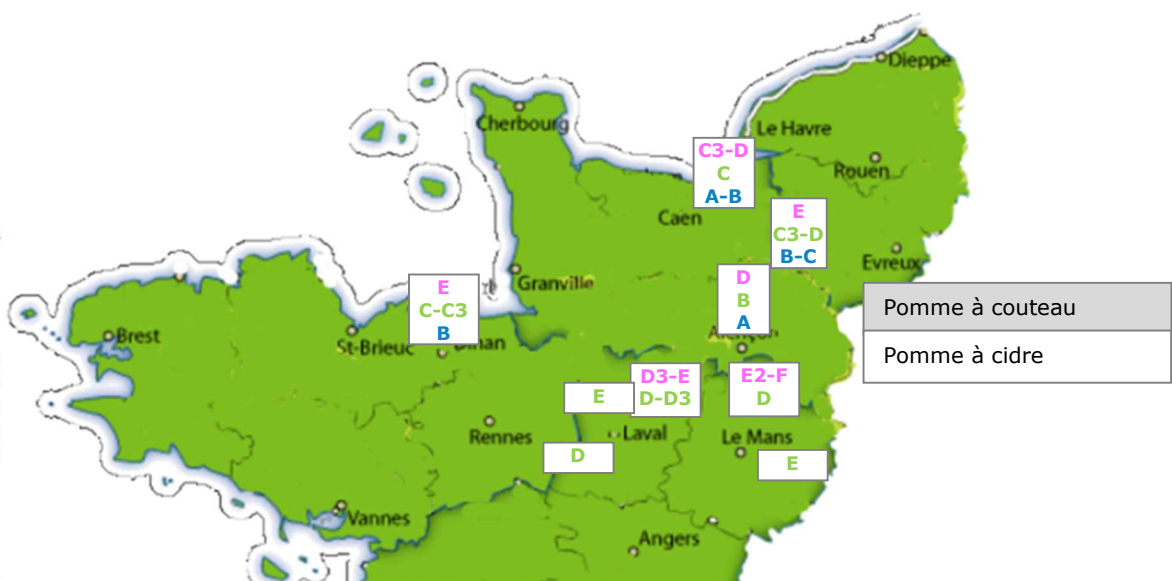 Dieppe
Cherbourg
Le Havre
C3-D
C
A-B
Rouen
Caen
E
C3-D
B-C
Evreux
D
B
A
Granville
E
C-C3
B
Pomme à couteau
Pomme à cidre
Brest
St-Brieuc
Dinan
Alençon
D3-E
D-D3
E2-F
D
E
Rennes
Laval
Le Mans
D
E
Vannes
Angers